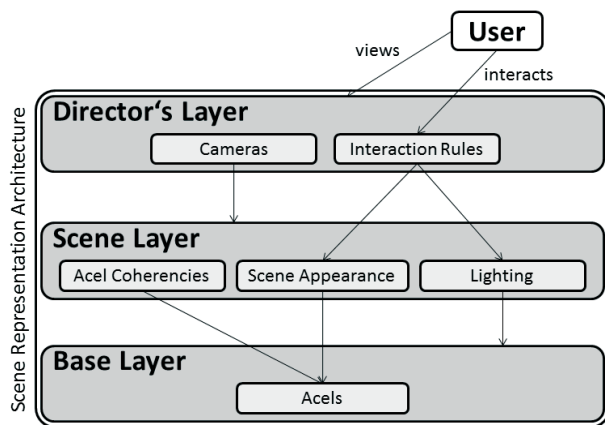 User
views
interacts
Scene Representation Architecture
Director‘s Layer
Cameras
Interaction Rules
Scene Layer
Acel Coherencies
Scene Appearance
Lighting
Base Layer
Acels